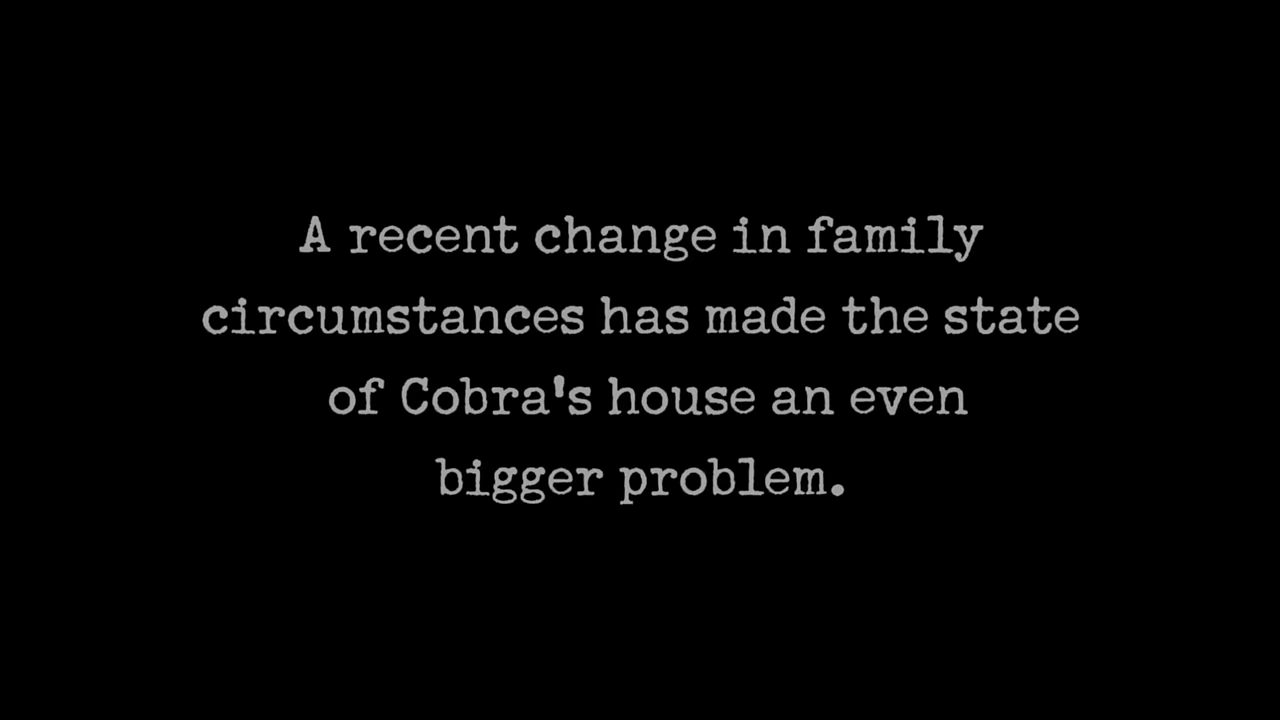 A recent change in family
circumstances has made the state
of Cobra's house an even
bigger problem.